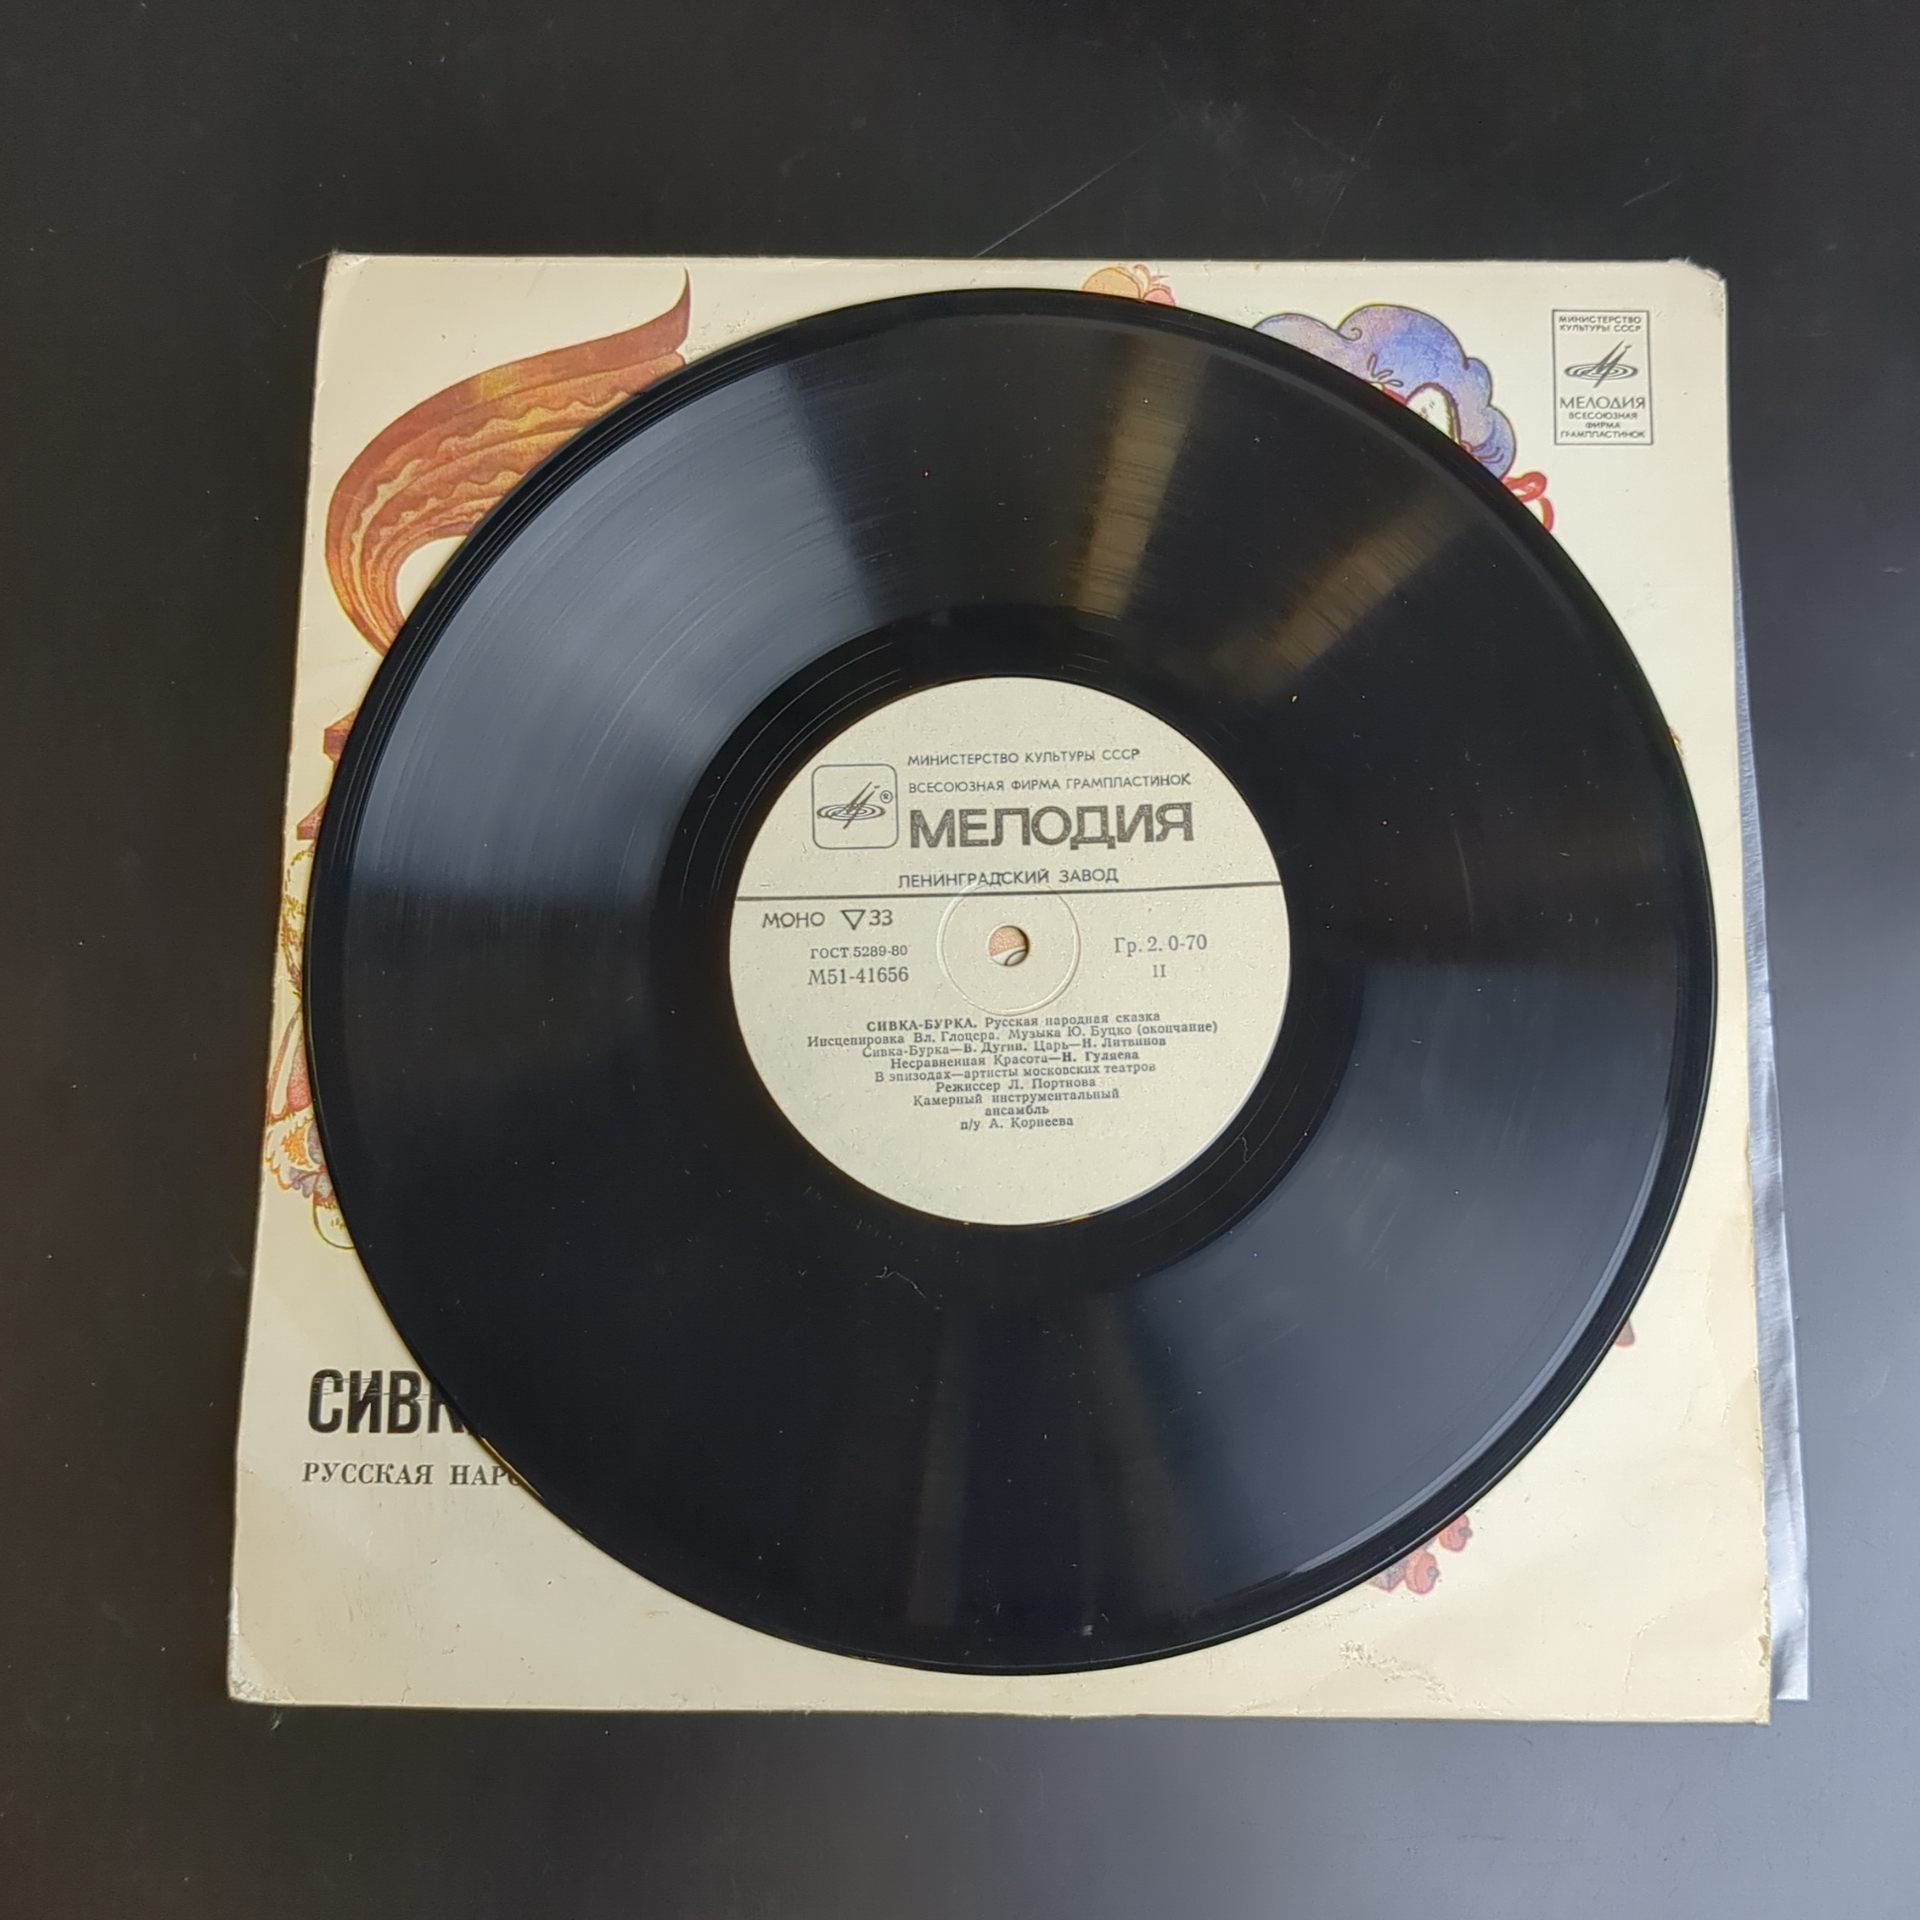 МИНИСТЕРСТВО
КУЛЬТУРЫ СССР
МЕЛОДИЯ
ВСЕСОЮЗНАЯ
ФИРМА
ГРАМПЛАСТИНОК
МИНИСТЕРСТВО КУЛЬТУРЫ СССР
ВСЕСОЮЗНАЯ ФИРМА ГРАМПЛАСТИНОК
МЕЛОДИЯ
ЛЕНИНГРАДСКИЙ ЗАВОД
МОНО ▽33
ГОСТ 5289-80
М51-41656
Гр. 2. 0-70
II
СИВКА-БУРКА. Русская народная сказка
Инсценировка Вл. Глоцера, Музыка Ю. Буцко (окончание)
Сивка-Бурка—В. Дугин. Царь—Н. Литвинов
Несравненная Красота—Н. Гуляева
В эпизодах—артисты московских театров
Режиссер Л. Портнова
Камерный инструментальный
ансамбль
п/у А. Корнеева
СИВК
РУССКАЯ НАРО